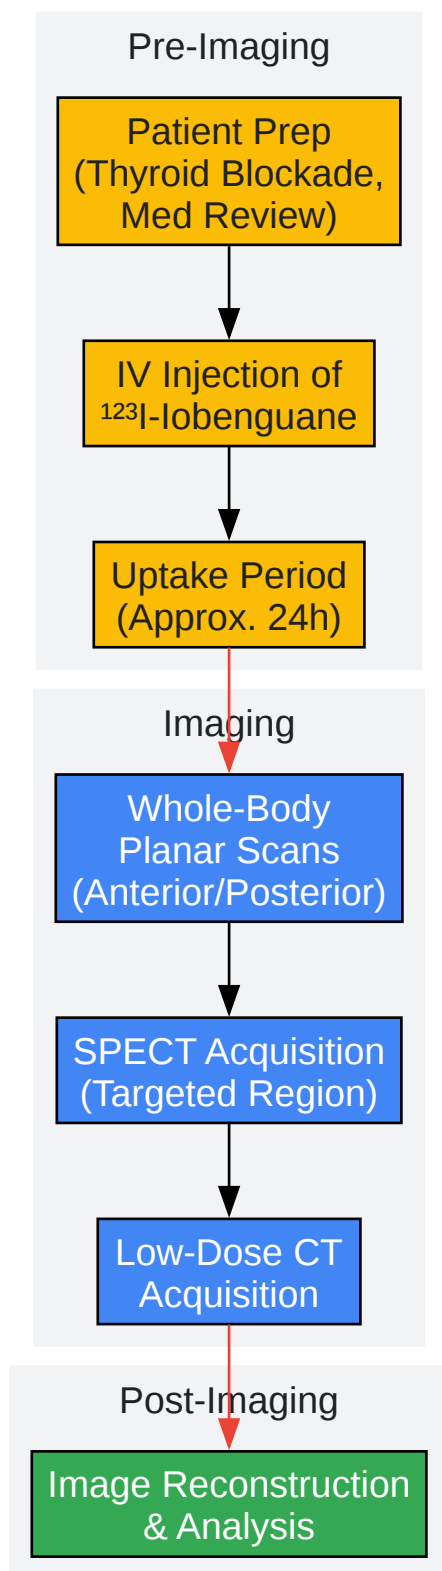 Pre-Imaging
Patient Prep
(Thyroid Blockade,
Med Review)
IV Injection of
¹²³I-Iobenguane
Uptake Period
(Approx. 24h)
Imaging
Whole-Body
Planar Scans
(Anterior/Posterior)
SPECT Acquisition
(Targeted Region)
Low-Dose CT
Acquisition
Post-Imaging
Image Reconstruction
& Analysis